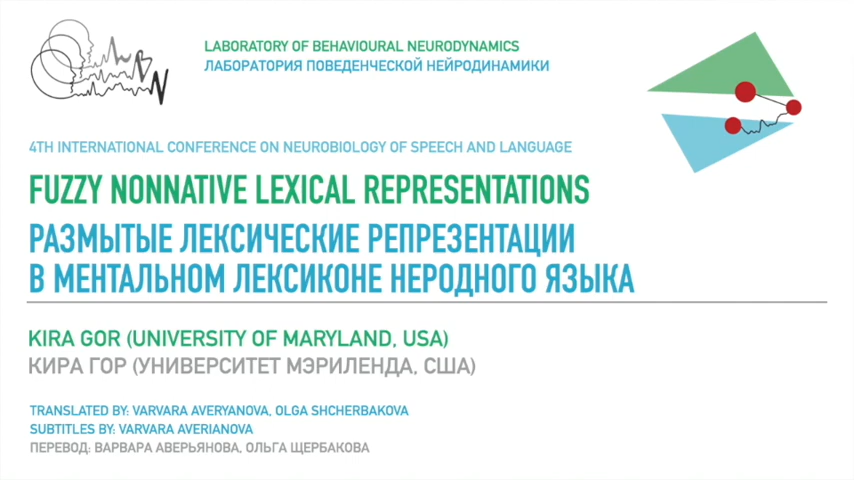 LABORATORY OF BEHAVIOURAL NEURODYNAMICS
ЛАБОРАТОРИЯ ПОВЕДЕНЧЕСКОЙ НЕЙРОДИНАМИКИ
4TH INTERNATIONAL CONFERENCE ON NEUROBIOLOGY OF SPEECH AND LANGUAGE
FUZZY NONNATIVE LEXICAL REPRESENTATIONS
РАЗМЫТЫЕ ЛЕКСИЧЕСКИЕ РЕПРЕЗЕНТАЦИИ
В МЕНТАЛЬНОМ ЛЕКСИКОНЕ НЕРОДНОГО ЯЗЫКА
KIRA GOR (UNIVERSITY OF MARYLAND, USA)
КИРА ГОР (УНИВЕРСИТЕТ МЭРИЛЕНДА, США)
TRANSLATED BY: VARVARA AVERYANOVA, OLGA SHCHERBAKOVA
SUBTITLES BY: VARVARA AVERIANOVA
ПЕРЕВОД: ВАРВАРА АВЕРЬЯНОВА, ОЛЬГА ЩЕРБАКОВА